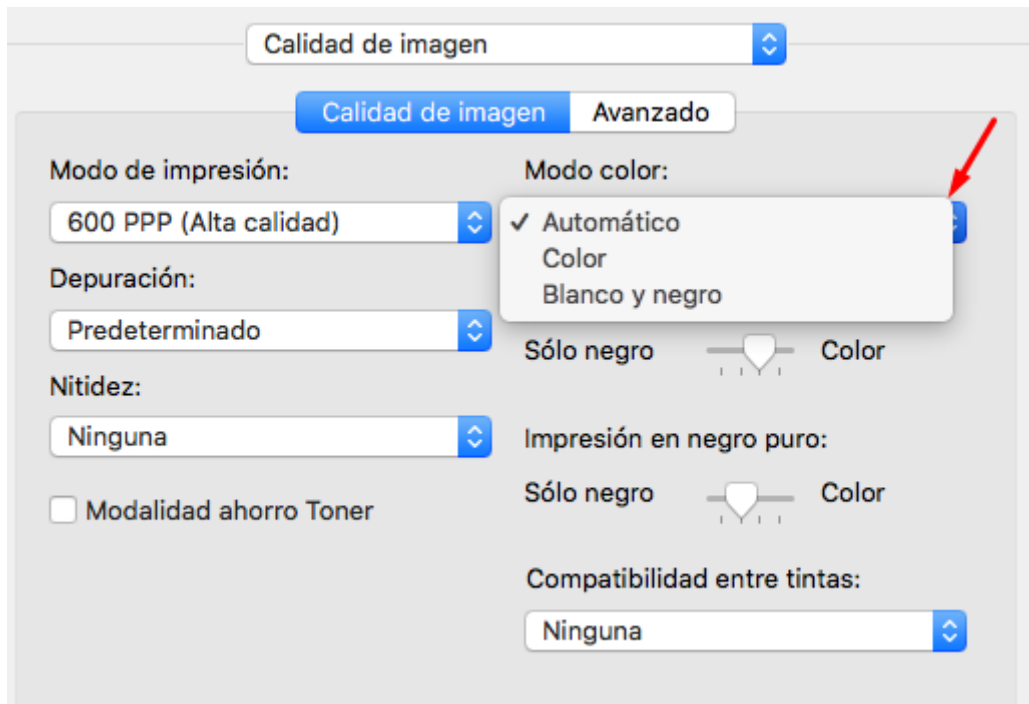 Calidad de imagen
Calidad de imagen
Avanzado
Modo de impresión:
600 PPP (Alta calidad)
Depuración:
Predeterminado
Nitidez:
Ninguna
Modalidad ahorro Toner
Modo color:
✓ Automático
Color
Blanco y negro
Sólo negro
Color
Impresión en negro puro:
Sólo negro
Color
Compatibilidad entre tintas:
Ninguna